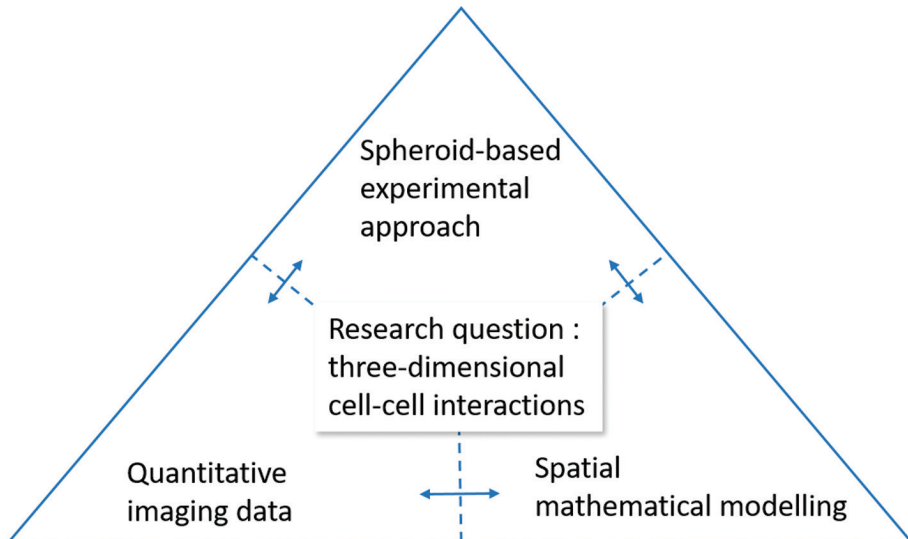 Spheroid-based
experimental
approach
Research question :
three-dimensional
cell-cell interactions
Quantitative
imaging data
Spatial
mathematical modelling